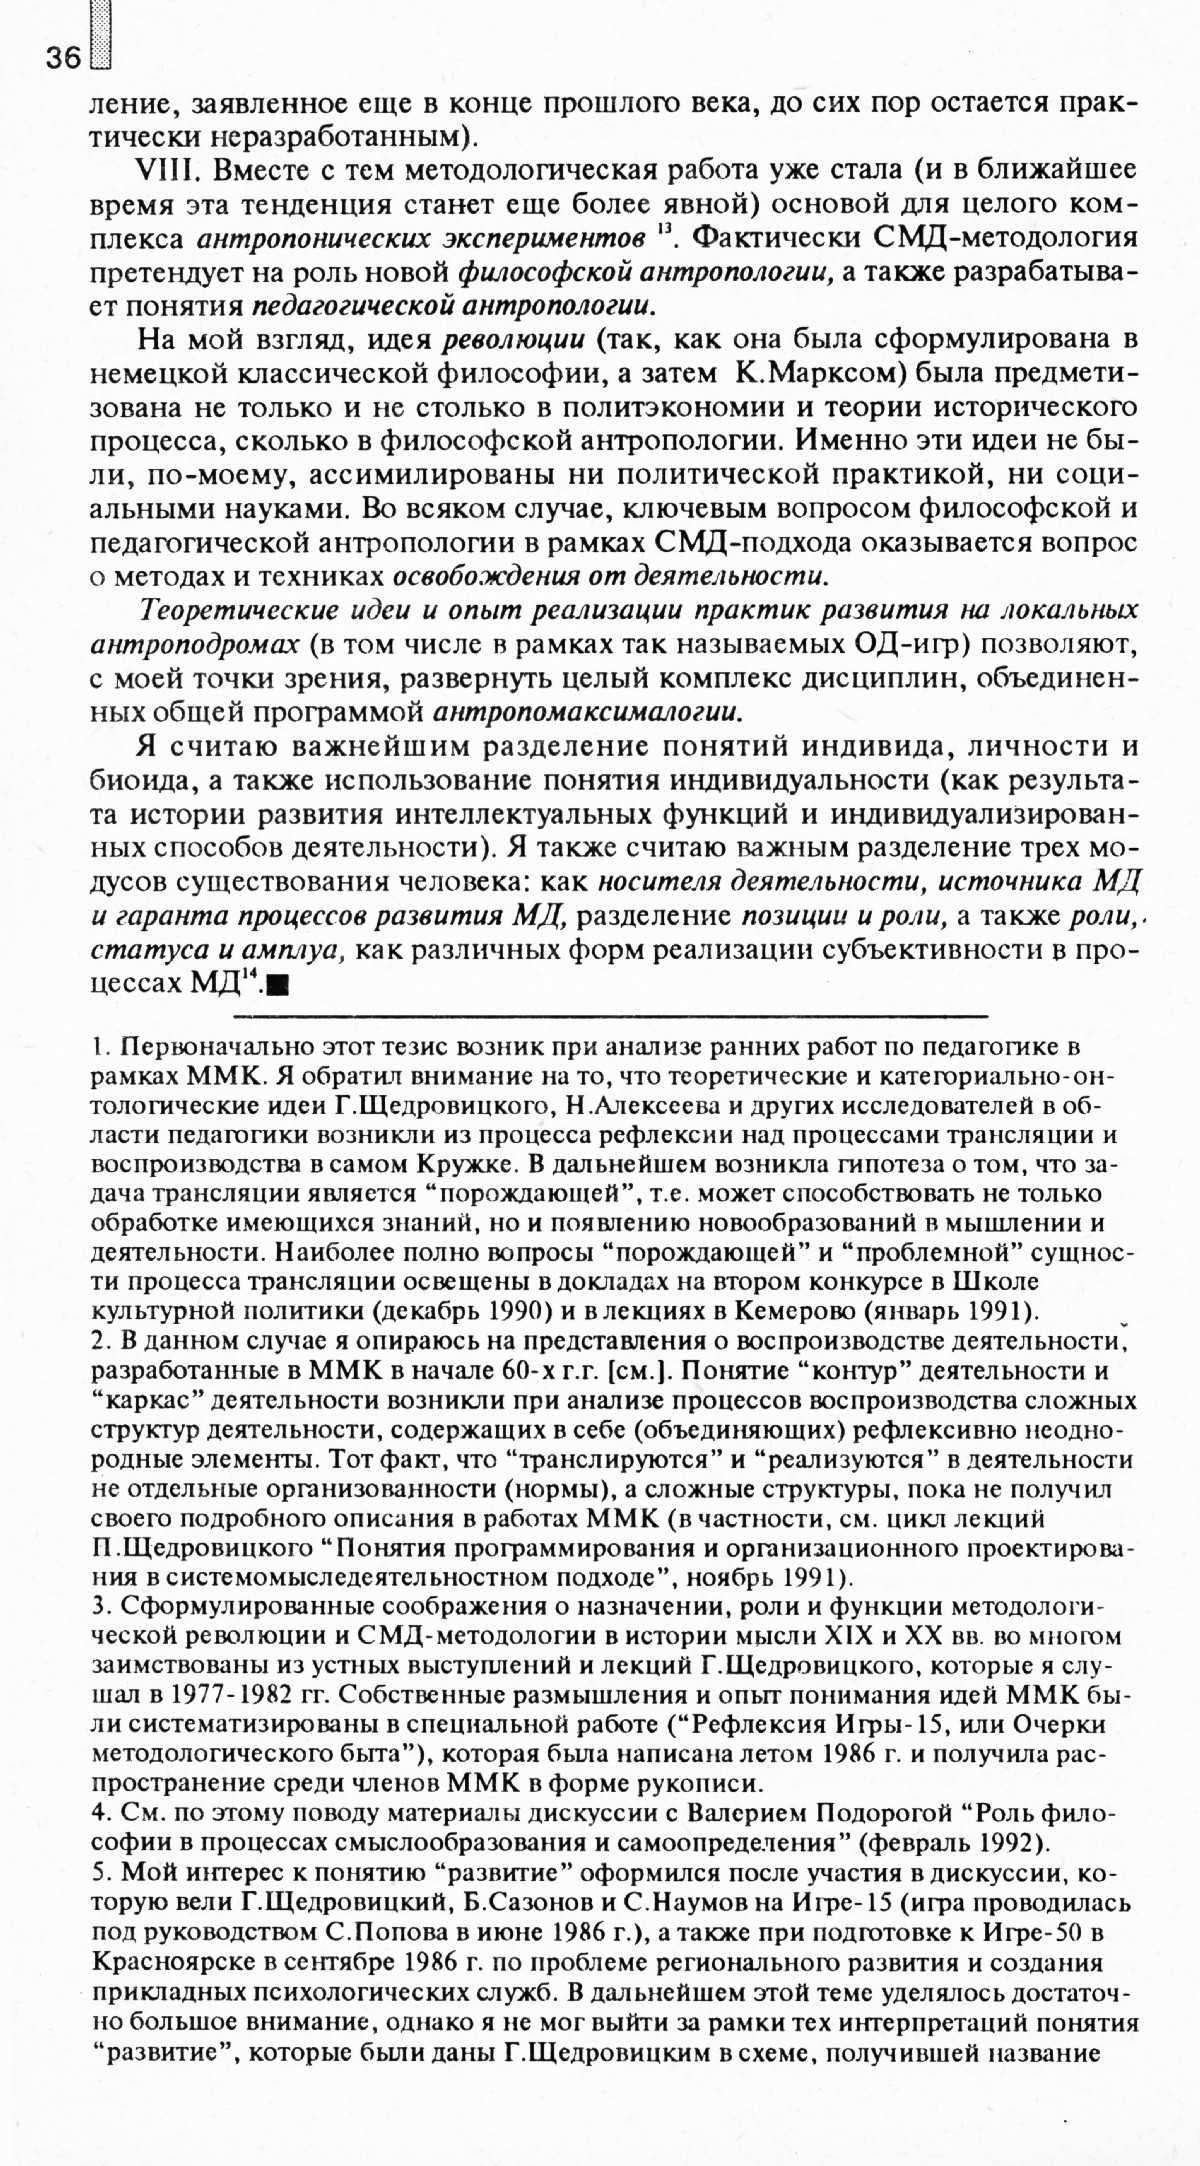 36
ление, заявленное еще в конце прошлого века, до сих пор остается прак-
тически неразработанным).
VIII. Вместе с тем методологическая работа уже стала (и в ближайшее
время эта тенденция станет еще более явной) основой для целого ком-
плекса антропонических экспериментов ¹³. Фактически СМД-методология
претендует на роль новой философской антропологии, а также разрабатыва-
ет понятия педагогической антропологии.
На мой взгляд, идея революции (так, как она была сформулирована в
немецкой классической философии, а затем К.Марксом) была предмети-
зована не только и не столько в политэкономии и теории исторического
процесса, сколько в философской антропологии. Именно эти идеи не бы-
ли, по-моему, ассимилированы ни политической практикой, ни соци-
альными науками. Во всяком случае, ключевым вопросом философской и
педагогической антропологии в рамках СМД-подхода оказывается вопрос
о методах и техниках освобождения от деятельности.
Теоретические идеи и опыт реализации практик развития на локальных
антроподромах (в том числе в рамках так называемых ОД-игр) позволяют,
с моей точки зрения, развернуть целый комплекс дисциплин, объединен-
ных общей программой антропомаксималогии.
Я считаю важнейшим разделение понятий индивида, личности и
биоида, а также использование понятия индивидуальности (как результа-
та истории развития интеллектуальных функций и индивидуализирован-
ных способов деятельности). Я также считаю важным разделение трех мо-
дусов существования человека: как носителя деятельности, источника МД
и гаранта процессов развития МД, разделение позиции и роли, а также роли,
статуса и амплуа, как различных форм реализации субъективности в про-
цессах МД¹⁴.■
1. Первоначально этот тезис возник при анализе ранних работ по педагогике в
рамках ММК. Я обратил внимание на то, что теоретические и категориально-он-
тологические идеи Г.Щедровицкого, Н.Алексеева и других исследователей в об-
ласти педагогики возникли из процесса рефлексии над процессами трансляции и
воспроизводства в самом Кружке. В дальнейшем возникла гипотеза о том, что за-
дача трансляции является “порождающей”, т.е. может способствовать не только
обработке имеющихся знаний, но и появлению новообразований в мышлении и
деятельности. Наиболее полно вопросы “порождающей” и “проблемной” сущнос-
ти процесса трансляции освещены в докладах на втором конкурсе в Школе
культурной политики (декабрь 1990) и в лекциях в Кемерово (январь 1991).
2. В данном случае я опираюсь на представления о воспроизводстве деятельности,
разработанные в ММК в начале 60-х г.г. [см.]. Понятие “контур” деятельности и
“каркас” деятельности возникли при анализе процессов воспроизводства сложных
структур деятельности, содержащих в себе (объединяющих) рефлексивно неодно-
родные элементы. Тот факт, что “транслируются” и “реализуются” в деятельности
не отдельные организованности (нормы), а сложные структуры, пока не получил
своего подробного описания в работах ММК (в частности, см. цикл лекций
П.Щедровицкого “Понятия программирования и организационного проектирова-
ния в системомыследеятельностном подходе”, ноябрь 1991).
3. Сформулированные соображения о назначении, роли и функции методологи-
ческой революции и СМД-методологии в истории мысли XIX и XX вв. во многом
заимствованы из устных выступлений и лекций Г.Щедровицкого, которые я слу-
шал в 1977-1982 гг. Собственные размышления и опыт понимания идей ММК бы-
ли систематизированы в специальной работе (“Рефлексия Игры-15, или Очерки
методологического быта”), которая была написана летом 1986 г. и получила рас-
пространение среди членов ММК в форме рукописи.
4. См. по этому поводу материалы дискуссии с Валерием Подорогой “Роль фило-
софии в процессах смыслообразования и самоопределения” (февраль 1992).
5. Мой интерес к понятию “развитие” оформился после участия в дискуссии, ко-
торую вели Г.Щедровицкий, Б.Сазонов и С.Наумов на Игре-15 (игра проводилась
под руководством С.Попова в июне 1986 г.), а также при подготовке к Игре-50 в
Красноярске в сентябре 1986 г. по проблеме регионального развития и создания
прикладных психологических служб. В дальнейшем этой теме уделялось достаточ-
но большое внимание, однако я не мог выйти за рамки тех интерпретаций понятия
“развитие”, которые были даны Г.Щедровицким в схеме, получившей название